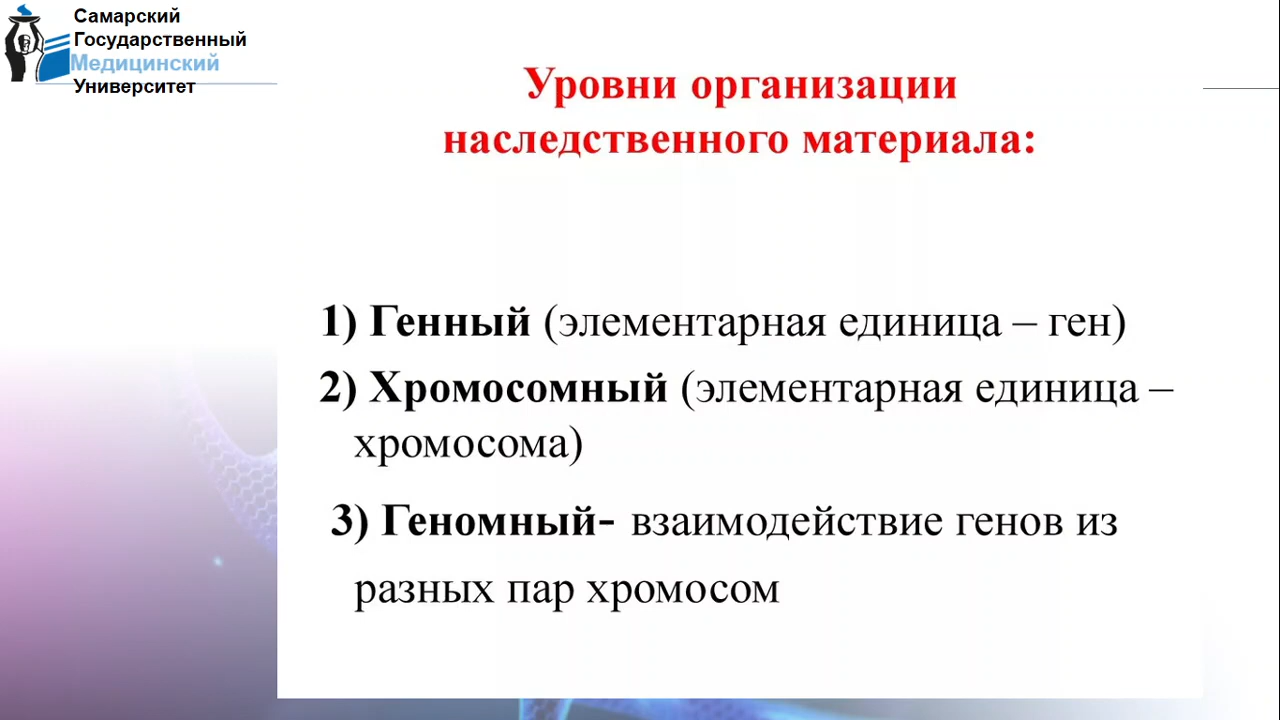 Самарский
Государственный
Медицинский
Университет
Уровни организации
наследственного материала:
1) Генный (элементарная единица – ген)
2) Хромосомный (элементарная единица –
хромосома)
3) Геномный- взаимодействие генов из
разных пар хромосом